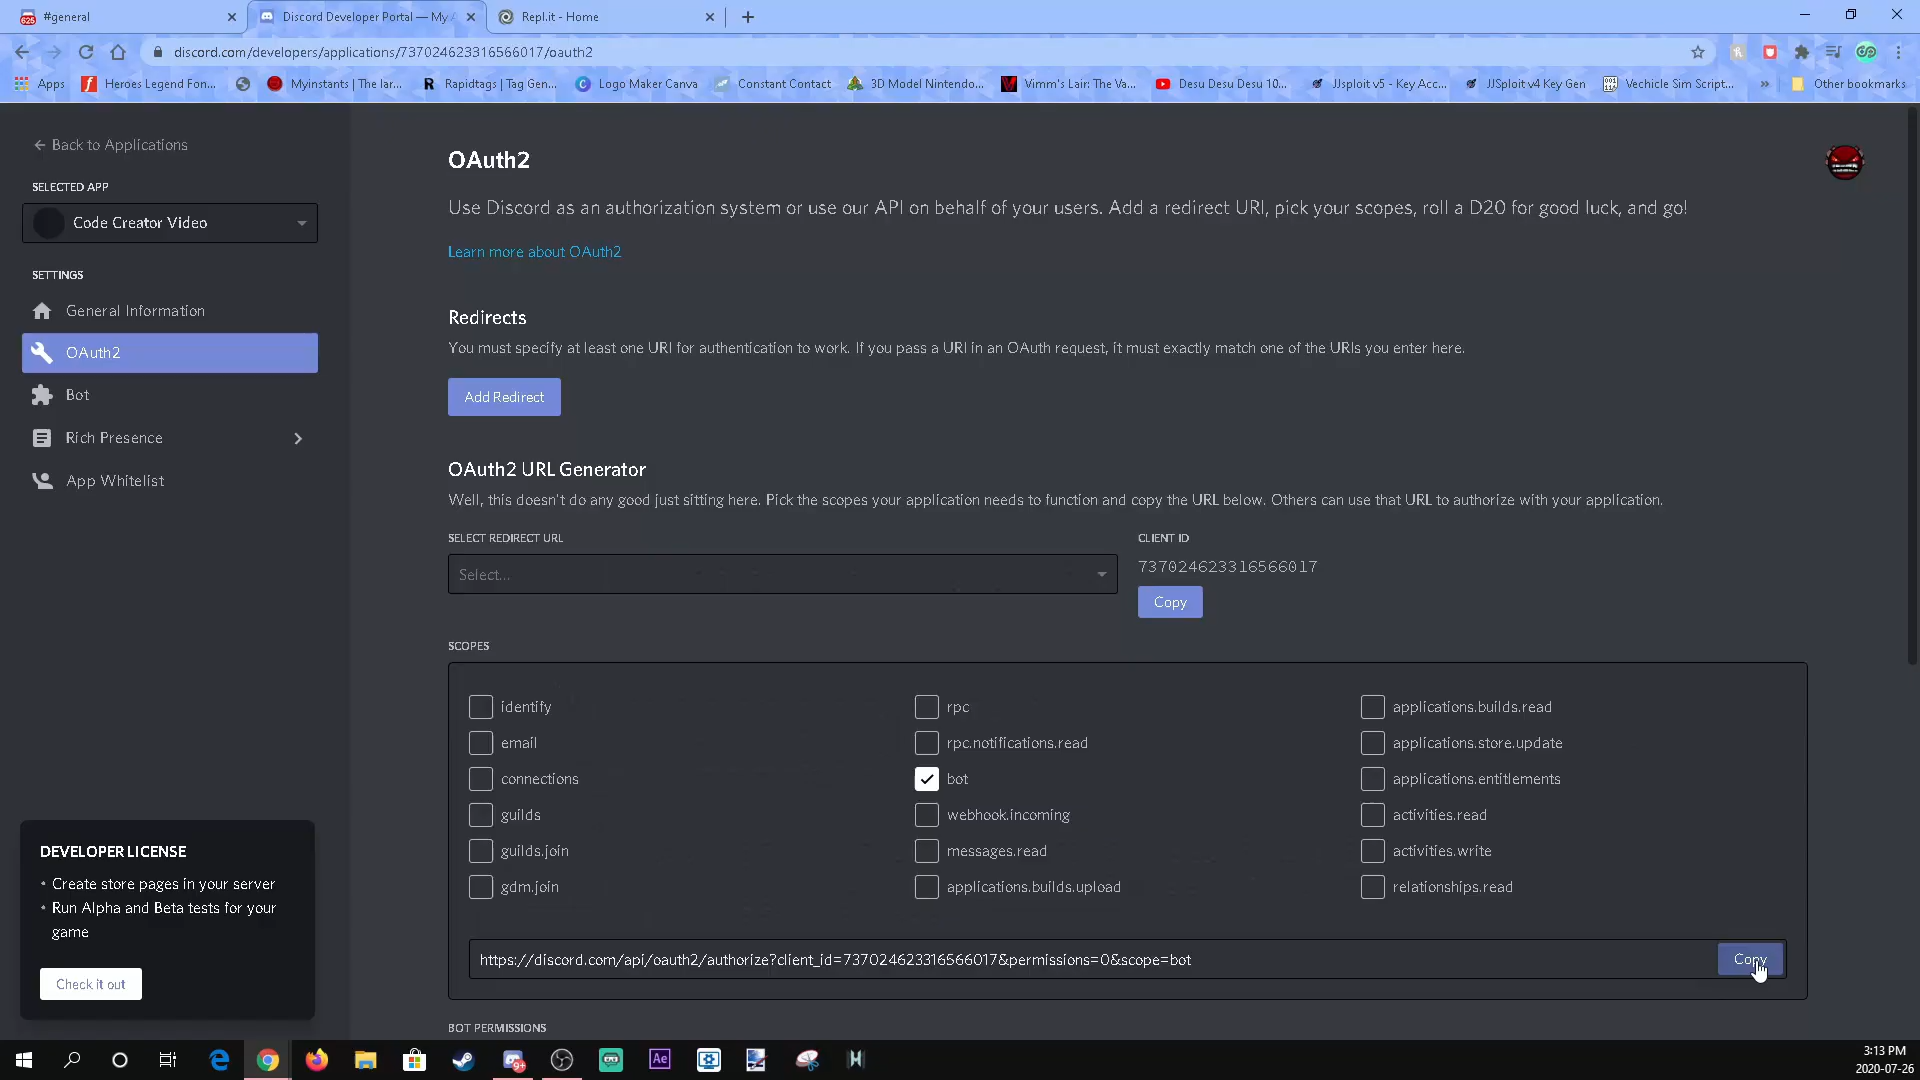 #general
Discord Developer Portal — My A
Repl.it - Home
discord.com/developers/applications/737024623316566017/oauth2
Apps
Heroes Legend Fon...
Myinstants | The lar...
Rapidtags | Tag Gen...
Logo Maker Canva
Constant Contact
3D Model Nintendo...
Vimm's Lair: The Va...
Desu Desu Desu 10...
JJsploit v5 - Key Acc...
JJSploit v4 Key Gen
Vechicle Sim Script...
»
Other bookmarks
← Back to Applications
SELECTED APP
Code Creator Video
SETTINGS
General Information
OAuth2
Bot
Rich Presence
App Whitelist
DEVELOPER LICENSE
• Create store pages in your server
• Run Alpha and Beta tests for your
game
Check it out
OAuth2
Use Discord as an authorization system or use our API on behalf of your users. Add a redirect URI, pick your scopes, roll a D20 for good luck, and go!
Learn more about OAuth2
Redirects
You must specify at least one URI for authentication to work. If you pass a URI in an OAuth request, it must exactly match one of the URIs you enter here.
Add Redirect
OAuth2 URL Generator
Well, this doesn't do any good just sitting here. Pick the scopes your application needs to function and copy the URL below. Others can use that URL to authorize with your application.
SELECT REDIRECT URL
Select...
CLIENT ID
737024623316566017
Copy
SCOPES
identify
email
connections
guilds
guilds.join
gdm.join
rpc
rpc.notifications.read
bot
webhook.incoming
messages.read
applications.builds.upload
applications.builds.read
applications.store.update
applications.entitlements
activities.read
activities.write
relationships.read
https://discord.com/api/oauth2/authorize?client_id=737024623316566017&permissions=0&scope=bot
Copy
BOT PERMISSIONS
Ae
3:13 PM
2020-07-26